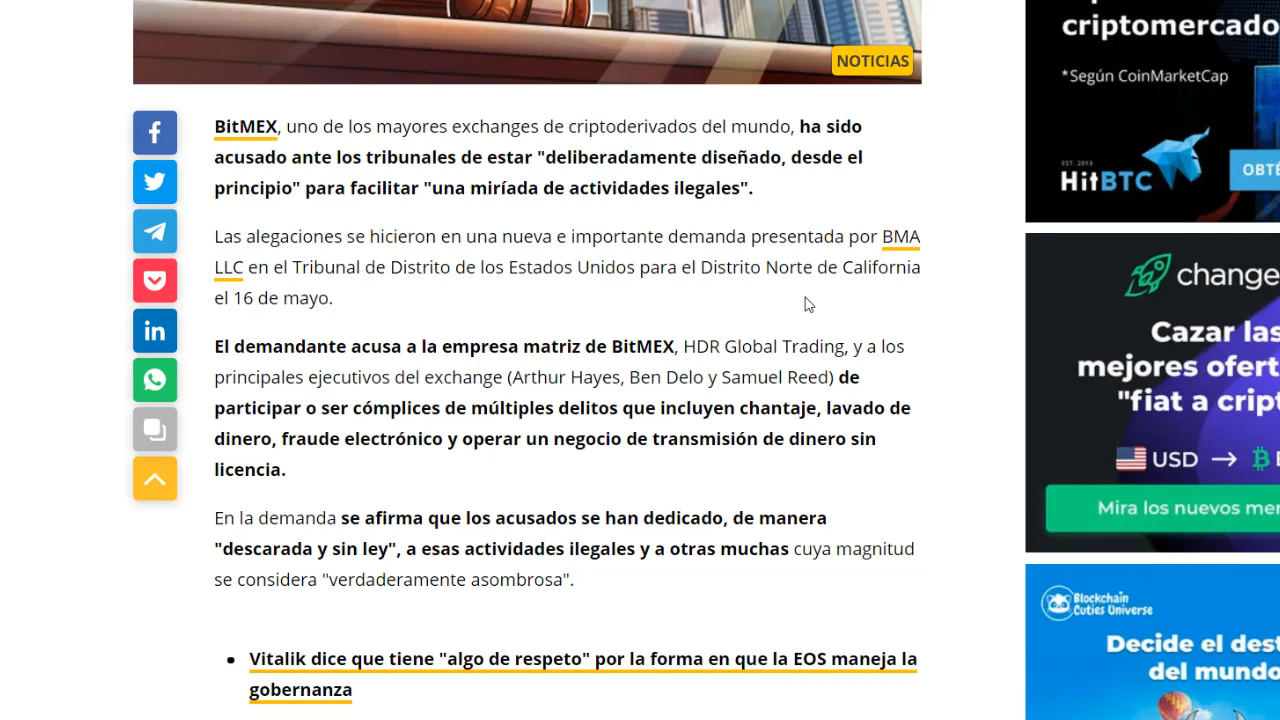 NOTICIAS
BitMEX, uno de los mayores exchanges de criptoderivados del mundo, ha sido
acusado ante los tribunales de estar "deliberadamente diseñado, desde el
principio" para facilitar "una miríada de actividades ilegales".
Las alegaciones se hicieron en una nueva e importante demanda presentada por BMA
LLC en el Tribunal de Distrito de los Estados Unidos para el Distrito Norte de California
el 16 de mayo.
El demandante acusa a la empresa matriz de BitMEX, HDR Global Trading, y a los
principales ejecutivos del exchange (Arthur Hayes, Ben Delo y Samuel Reed) de
participar o ser cómplices de múltiples delitos que incluyen chantaje, lavado de
dinero, fraude electrónico y operar un negocio de transmisión de dinero sin
licencia.
En la demanda se afirma que los acusados se han dedicado, de manera
"descarada y sin ley", a esas actividades ilegales y a otras muchas cuya magnitud
se considera "verdaderamente asombrosa".
Vitalik dice que tiene "algo de respeto" por la forma en que la EOS maneja la
gobernanza
criptomercado
*Según CoinMarketCap
EST. 2013
HitBTC
OBTÉ
change
Cazar las
mejores ofert
"fiat a cript
USD → ₿
Mira los nuevos mer
Blockchain
Cuties Universe
Decide el dest
del mundo